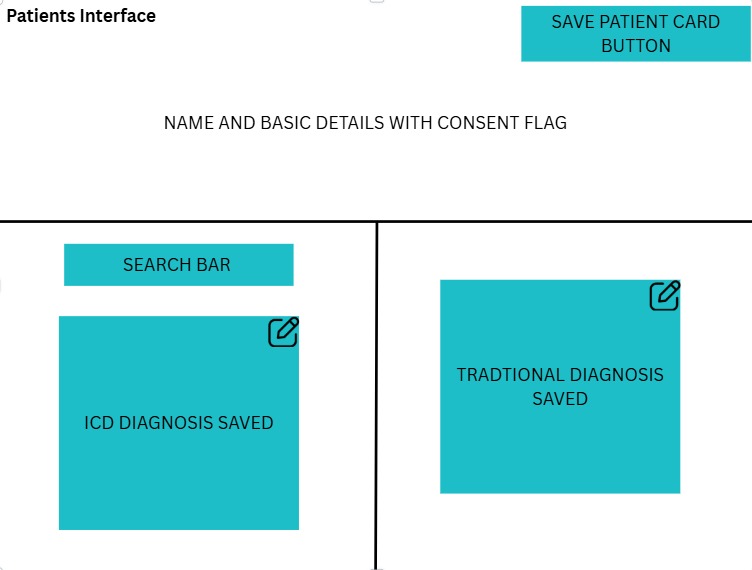 Patients Interface
SAVE PATIENT CARD
BUTTON
NAME AND BASIC DETAILS WITH CONSENT FLAG
SEARCH BAR
ICD DIAGNOSIS SAVED
TRADTIONAL DIAGNOSIS
SAVED